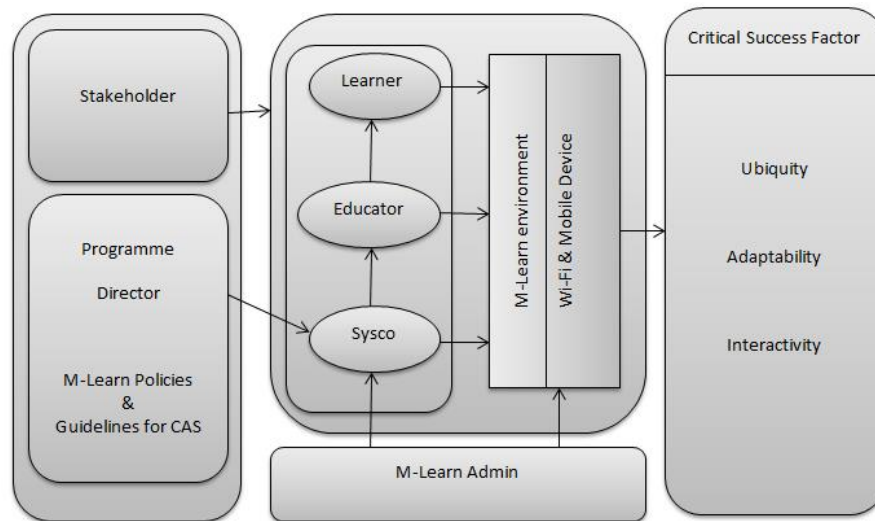 Stakeholder
Programme
Director
M-Learn Policies
&
Guidelines for CAS
Learner
Educator
Sysco
M-Learn environment
Wi-Fi & Mobile Device
M-Learn Admin
Critical Success Factor
Ubiquity
Adaptability
Interactivity